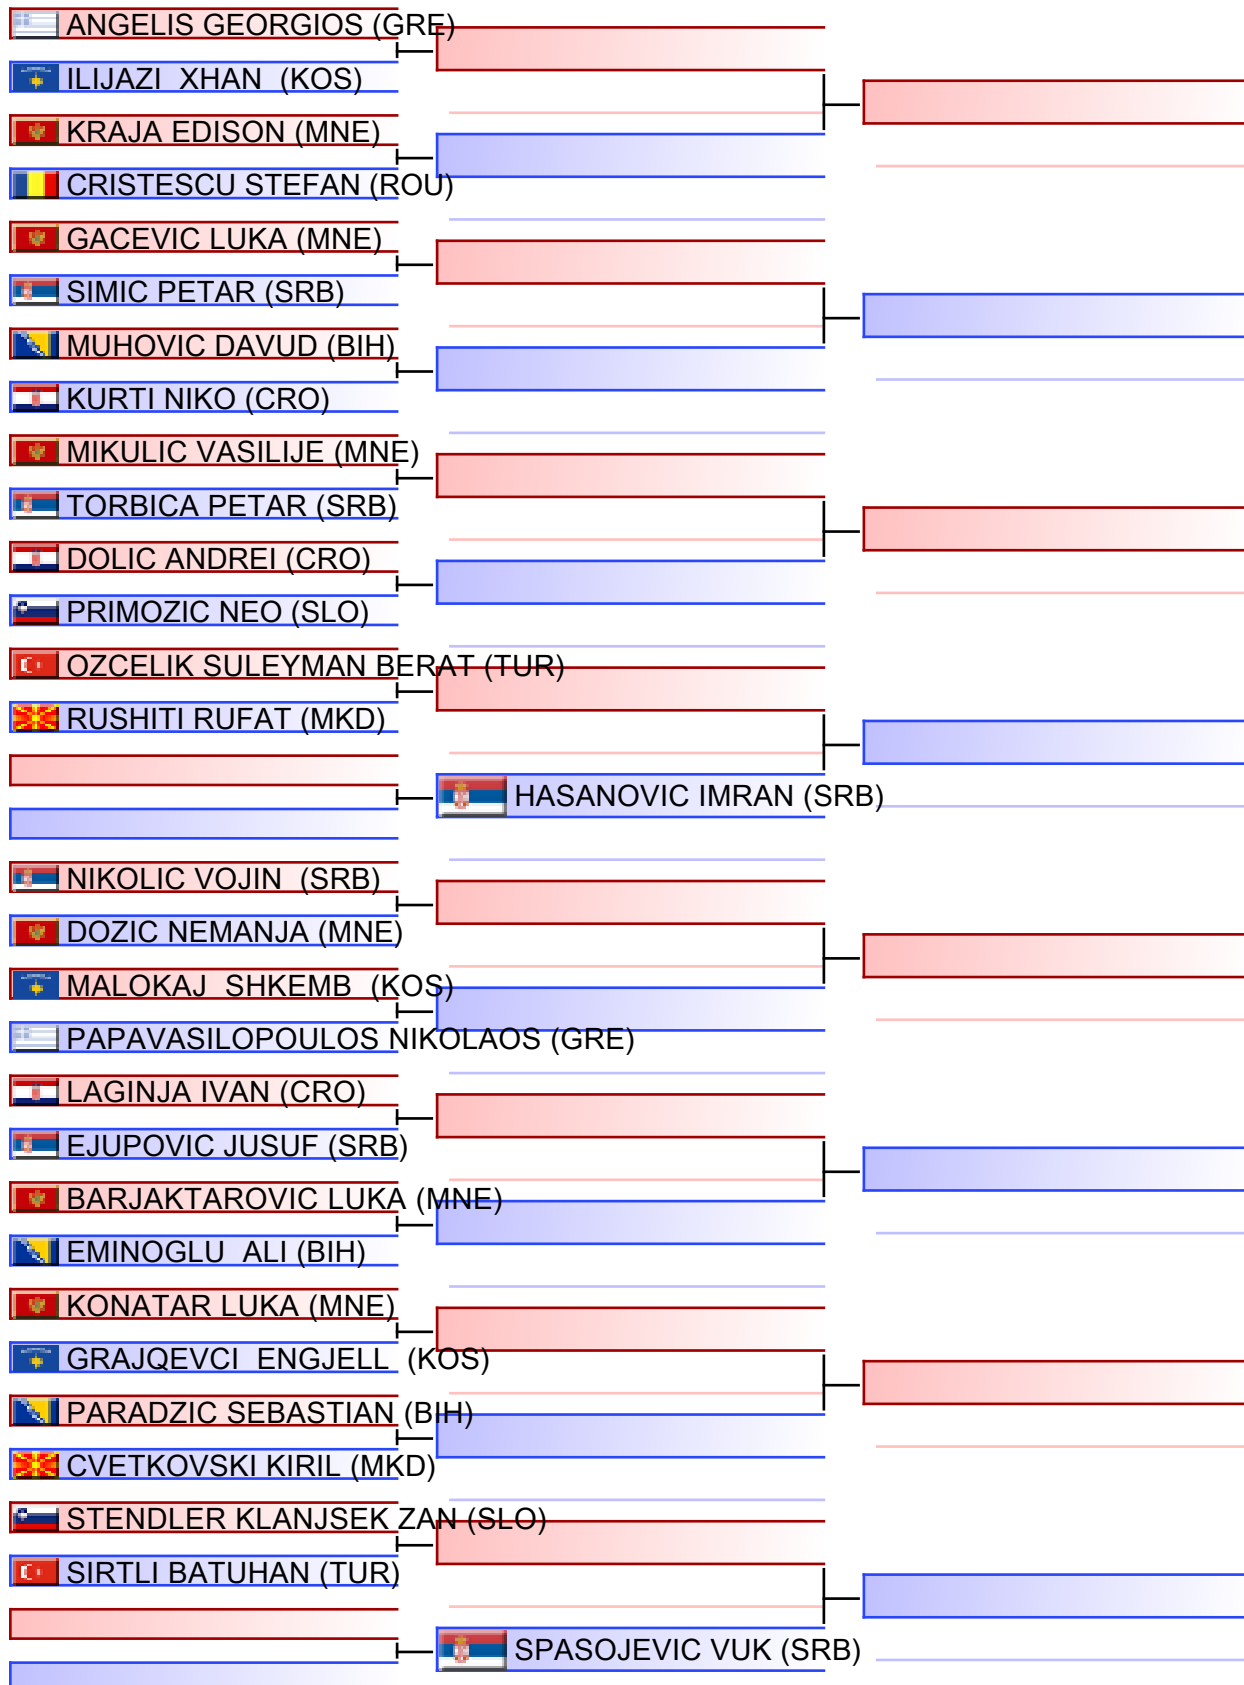 ANGELIS GEORGIOS (GRE)
ILIJAZI  XHAN  (KOS)
KRAJA EDISON (MNE)
CRISTESCU STEFAN (ROU)
GACEVIC LUKA (MNE)
SIMIC PETAR (SRB)
MUHOVIC DAVUD (BIH)
KURTI NIKO (CRO)
MIKULIC VASILIJE (MNE)
TORBICA PETAR (SRB)
DOLIC ANDREI (CRO)
PRIMOZIC NEO (SLO)
OZCELIK SULEYMAN BERAT (TUR)
RUSHITI RUFAT (MKD)
HASANOVIC IMRAN (SRB)
NIKOLIC VOJIN  (SRB)
DOZIC NEMANJA (MNE)
MALOKAJ  SHKEMB  (KOS)
PAPAVASILOPOULOS NIKOLAOS (GRE)
LAGINJA IVAN (CRO)
EJUPOVIC JUSUF (SRB)
BARJAKTAROVIC LUKA (MNE)
EMINOGLU  ALI (BIH)
KONATAR LUKA (MNE)
GRAJQEVCI  ENGJELL  (KOS)
PARADZIC SEBASTIAN (BIH)
CVETKOVSKI KIRIL (MKD)
STENDLER KLANJSEK ZAN (SLO)
SIRTLI BATUHAN (TUR)
SPASOJEVIC VUK (SRB)